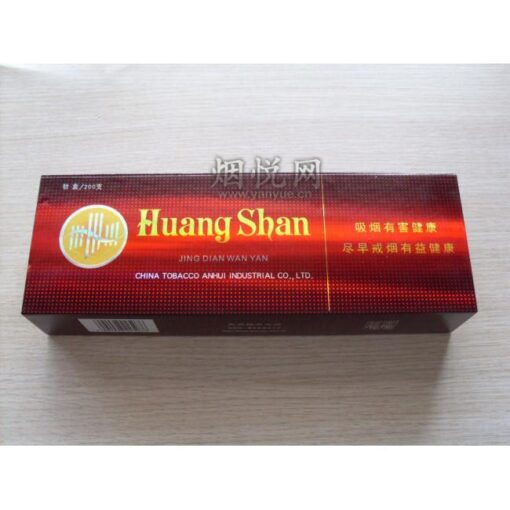 烟悦网
www.yanyue.cn
软盒/200支
Huang Shan
JING DIAN WAN YAN
CHINA TOBACCO ANHUI INDUSTRIAL CO., LTD.
吸烟有害健康
尽早戒烟有益健康